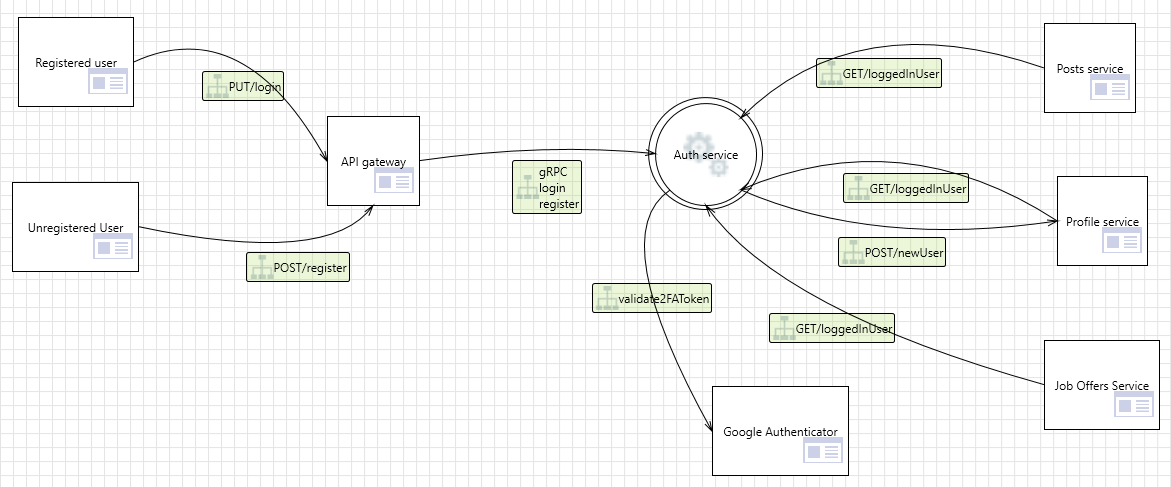 Registered user
PUT/login
API gateway
Unregistered User
POST/register
gRPC
login
register
Auth service
GET/loggedInUser
Posts service
GET/loggedInUser
Profile service
POST/newUser
validate2FAToken
GET/loggedInUser
Job Offers Service
Google Authenticator